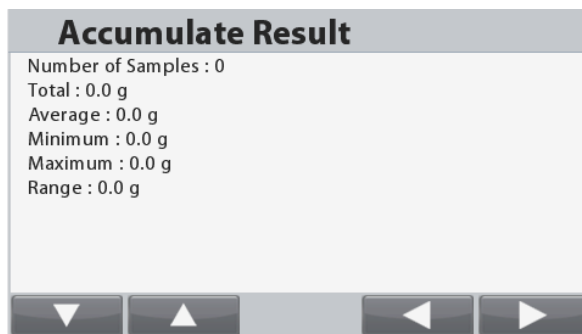 Accumulate Result
Number of Samples : 0
Total : 0.0 g
Average : 0.0 g
Minimum : 0.0 g
Maximum : 0.0 g
Range : 0.0 g